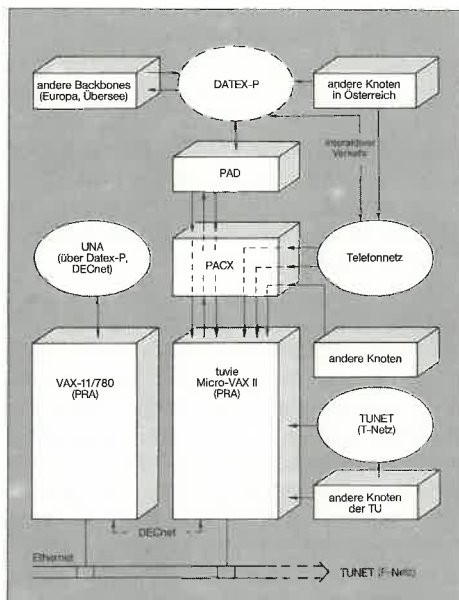 andere Backbones
(Europa, Übersee)
DATEX-P
andere Knoten
in Österreich
Interaktiver
Verkehr
PAD
UNA
(über Datex-P,
DECnet)
PACX
Telefonnetz
andere Knoten
VAX-11/780
(PRA)
tuvie
Micro-VAX II
(PRA)
TUNET
(T-Netz)
andere Knoten
der TU
DECnet
Ethernet
TUNET (F-Netz)